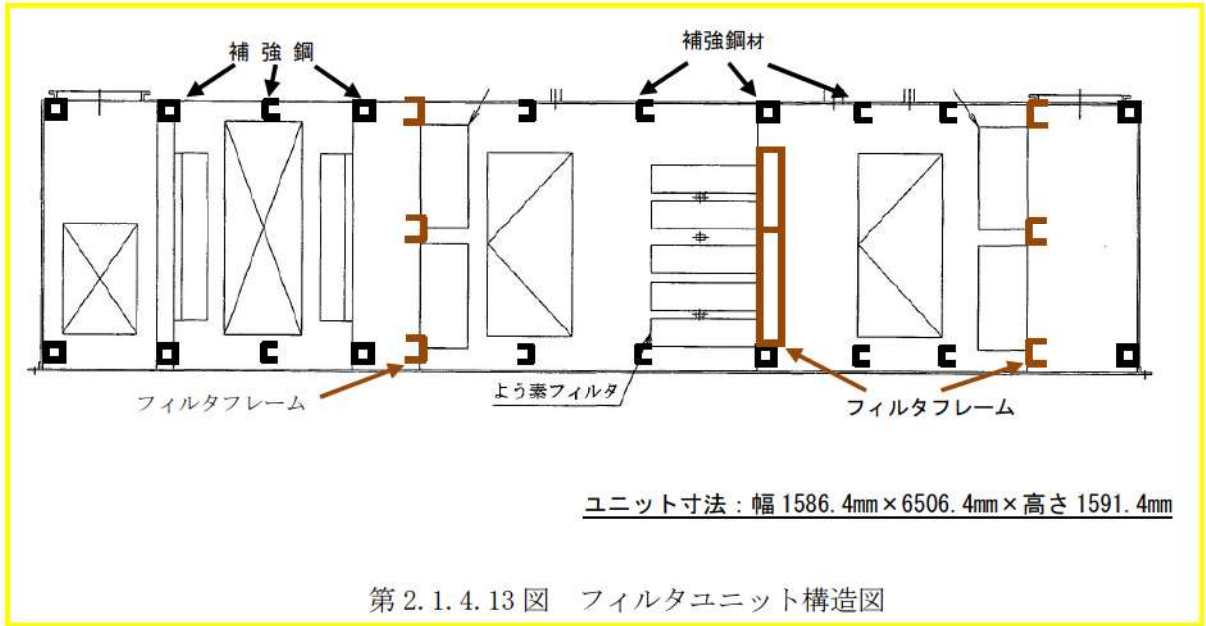 補 強 鋼
補強鋼材
フィルタフレーム
よう素フィルタ
フィルタフレーム
ユニット寸法：幅 1586.4mm×6506.4mm×高さ 1591.4mm
第 2.1.4.13 図　フィルタユニット構造図